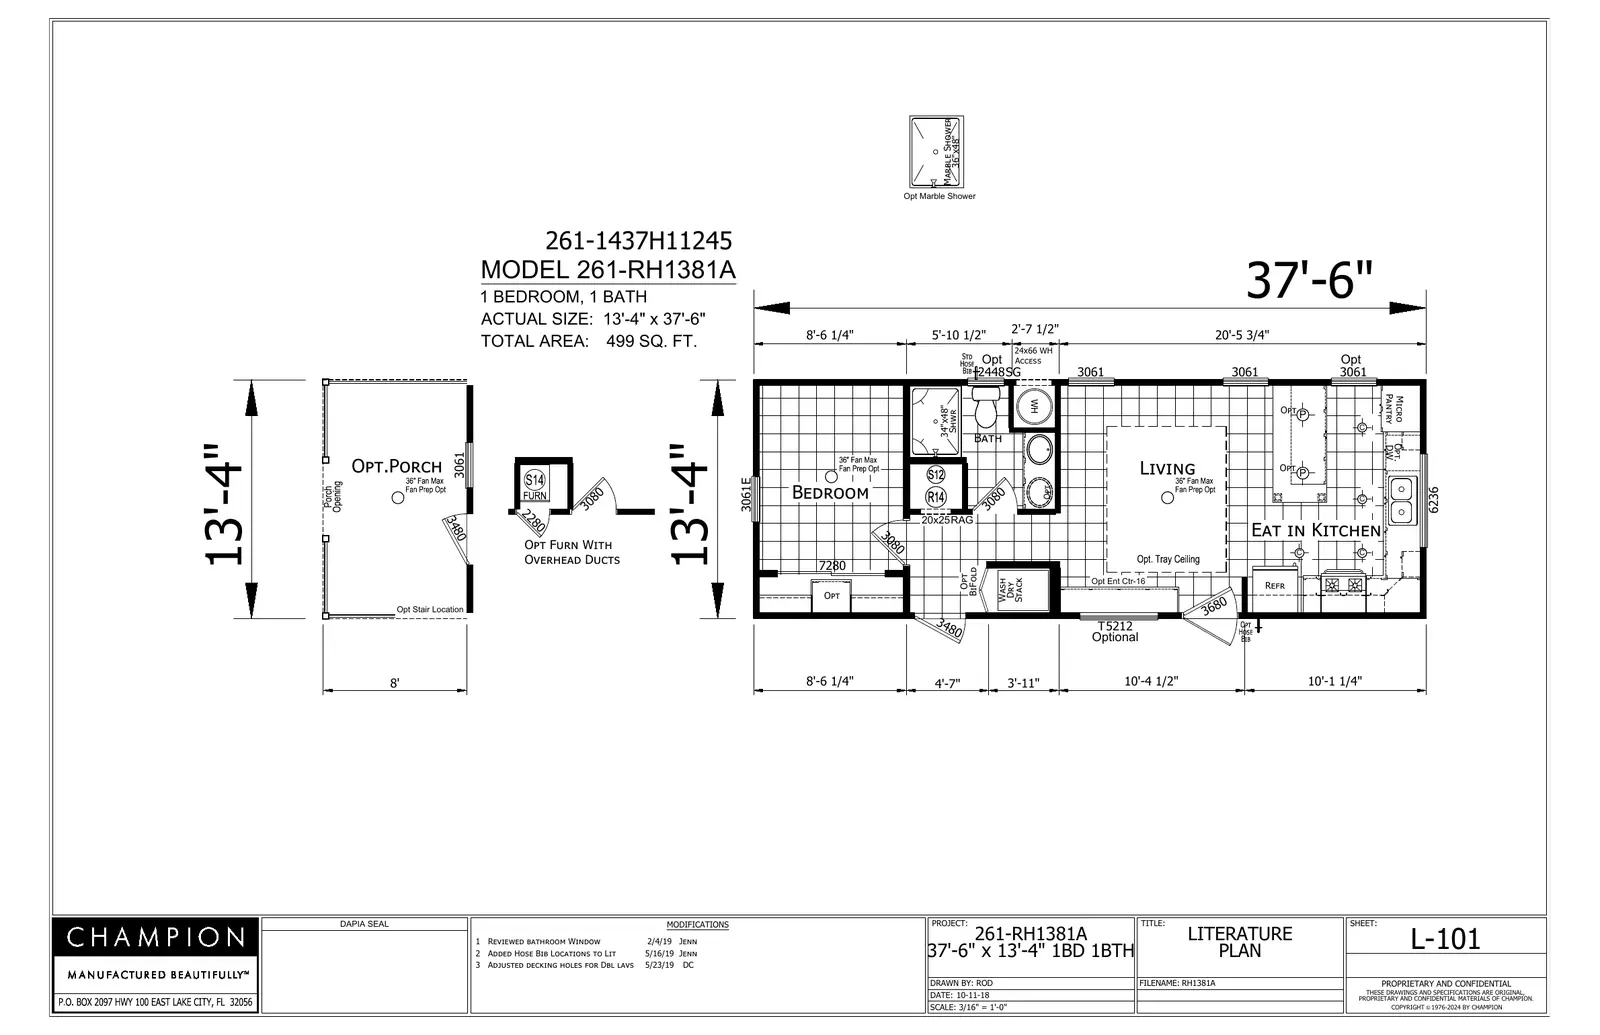 MARBLE SHOWER
36"x48"
Opt Marble Shower
261-1437H11245
MODEL 261-RH1381A
1 BEDROOM, 1 BATH
ACTUAL SIZE: 13'-4" x 37'-6"
TOTAL AREA: 499 SQ. FT.
37'-6"
8'-6 1/4"
5'-10 1/2"
2'-7 1/2"
20'-5 3/4"
STD
HOSE
BIB
Opt
2448SG
24x66 WH
ACCESS
3061
3061
Opt
3061
13'-4"
OPT.PORCH
36" Fan Max
Fan Prep Opt
3061
Porch
Opening
3480
Opt Stair Location
8'
S14
FURN
2280
3080
OPT FURN WITH
OVERHEAD DUCTS
13'-4"
3061E
36" Fan Max
Fan Prep Opt
BEDROOM
3080
7280
OPT
34"x48"
SHWR
BATH
WH
S12
R14
20x25RAG
3080
OPT
OPT
BIFOLD
WASH
DRY
STACK
3480
LIVING
36" Fan Max
Fan Prep Opt
Opt. Tray Ceiling
Opt Ent Ctr-16
T5212
Optional
3680
OPT
HOSE
BIB
OPT
P
OPT
P
C
C
C
C
C
MICRO
PANTRY
OPT.
DW
6236
EAT IN KITCHEN
REFR
8'-6 1/4"
4'-7"
3'-11"
10'-4 1/2"
10'-1 1/4"
CHAMPION
MANUFACTURED BEAUTIFULLY™
P.O. BOX 2097 HWY 100 EAST LAKE CITY, FL 32056
DAPIA SEAL
MODIFICATIONS
1 REVIEWED BATHROOM WINDOW 2/4/19 JENN
2 ADDED HOSE BIB LOCATIONS TO LIT 5/16/19 JENN
3 ADJUSTED DECKING HOLES FOR DBL LAVS 5/23/19 DC
PROJECT:
261-RH1381A
37'-6" x 13'-4" 1BD 1BTH
DRAWN BY: ROD
DATE: 10-11-18
SCALE: 3/16" = 1'-0"
TITLE:
LITERATURE
PLAN
FILENAME: RH1381A
SHEET:
L-101
PROPRIETARY AND CONFIDENTIAL
THESE DRAWINGS AND SPECIFICATIONS ARE ORIGINAL,
PROPRIETARY AND CONFIDENTIAL MATERIALS OF CHAMPION.
COPYRIGHT © 1976-2024 BY CHAMPION